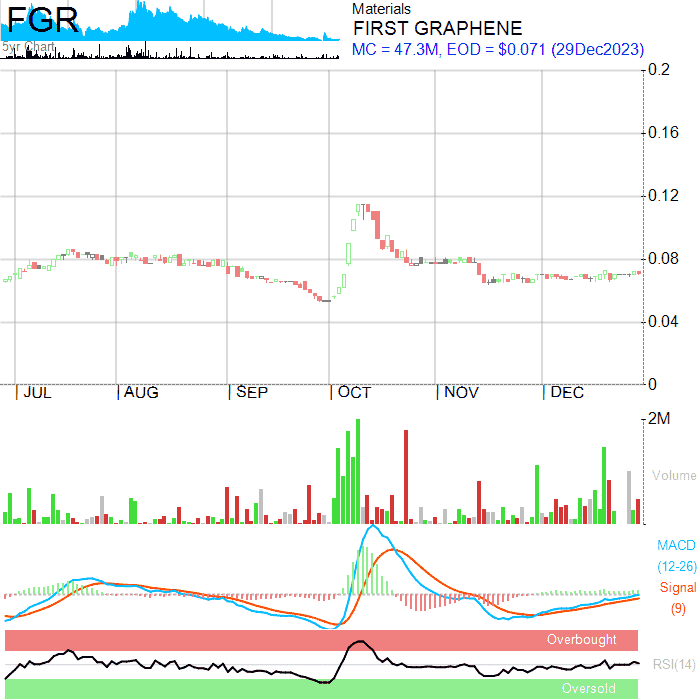 FGR
5yr Chart
Materials
FIRST GRAPHENE
MC = 47.3M, EOD = $0.071 (29Dec2023)
0.2
0.16
0.12
0.08
0.04
0
JUL AUG SEP OCT NOV DEC
2M
Volume
MACD
(12-26)
Signal
(9)
Overbought
RSI(14)
Oversold